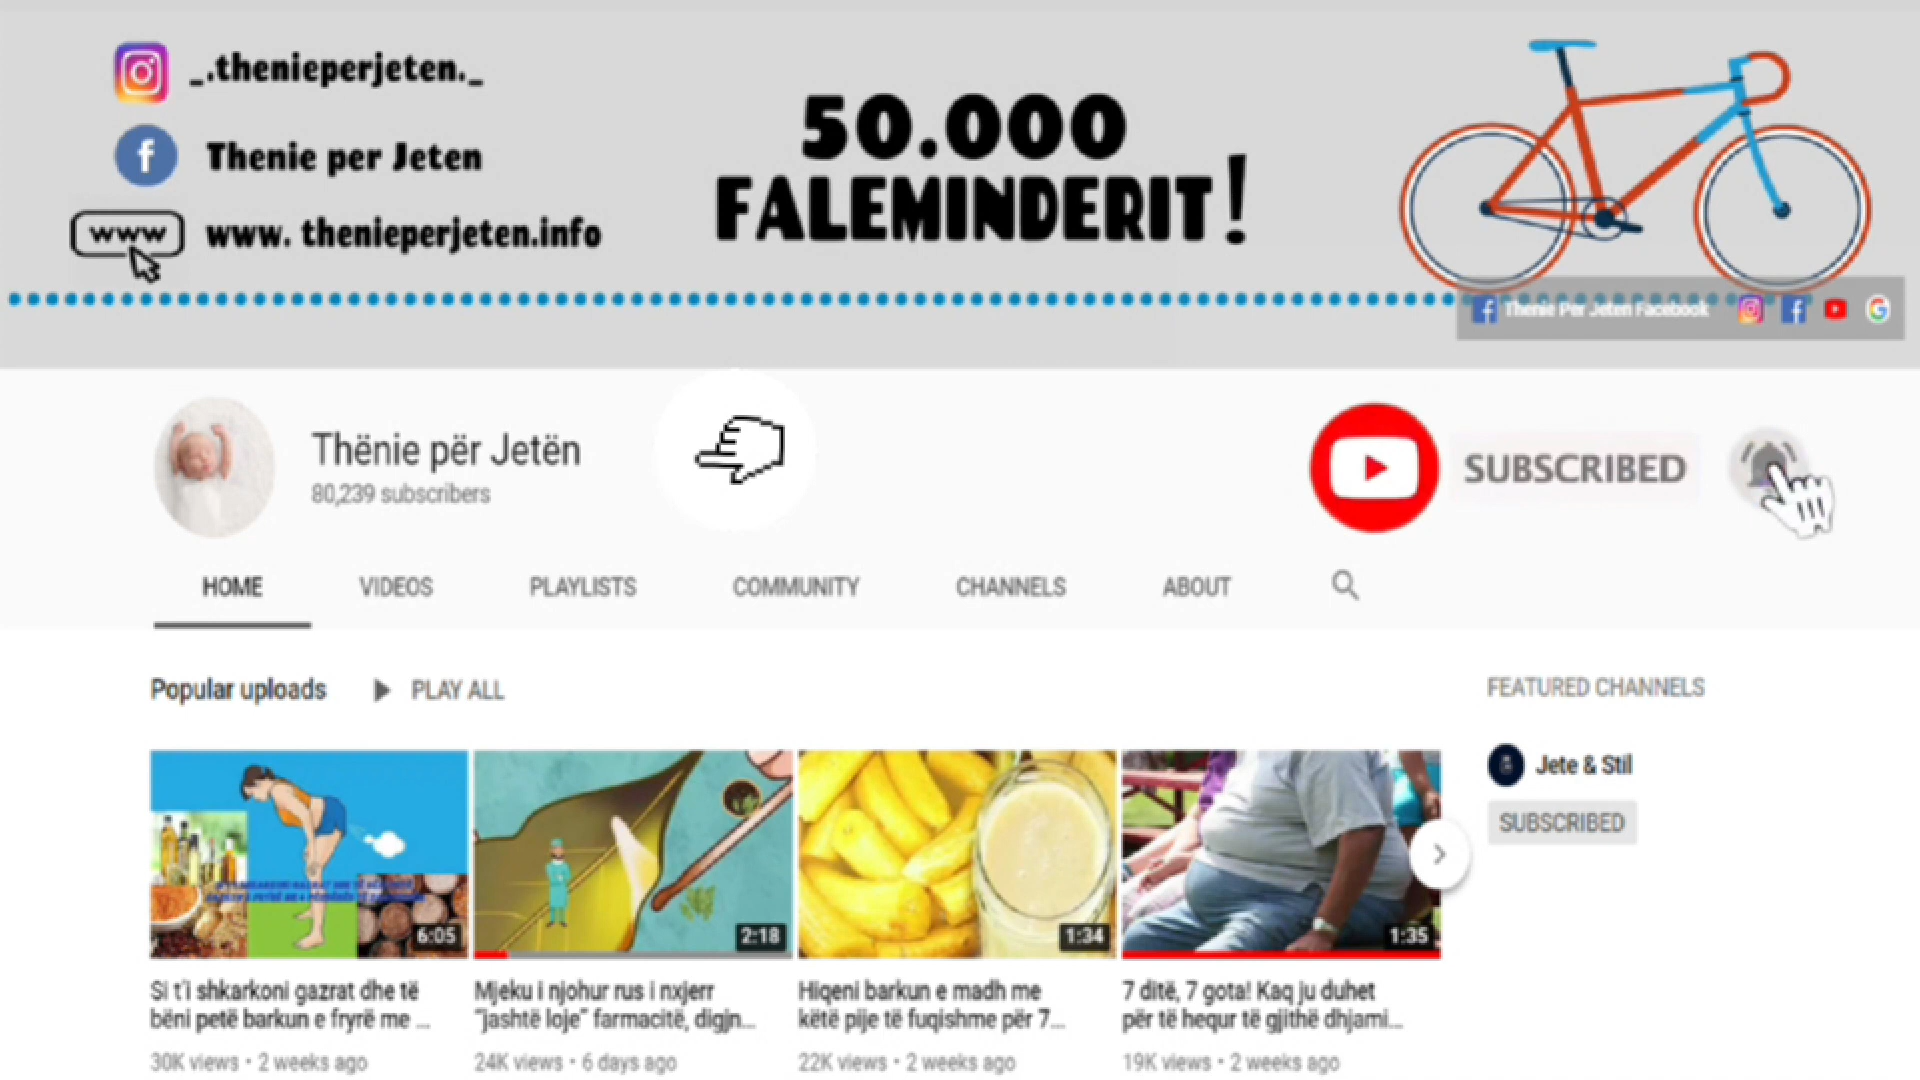 _.thenieperjeten._
Thenie per Jeten
www
www. thenieperjeten.info
50.000
FALEMINDERIT!
Thenie Per Jeten Facebook
Thënie për Jetën
80,239 subscribers
SUBSCRIBED
HOME VIDEOS PLAYLISTS COMMUNITY CHANNELS ABOUT
Popular uploads PLAY ALL
FEATURED CHANNELS
Jete & Stil
SUBSCRIBED
6:05
2:18
1:34
1:35
Si t'i shkarkoni gazrat dhe të
bëni petë barkun e fryrë me ...
30K views • 2 weeks ago
Mjeku i njohur rus i nxjerr
"jashtë loje" farmacitë, digjn...
24K views • 6 days ago
Hiqeni barkun e madh me
këtë pije të fuqishme për 7...
22K views • 2 weeks ago
7 ditë, 7 gota! Kaq ju duhet
për të hequr të gjithë dhjami...
19K views • 2 weeks ago